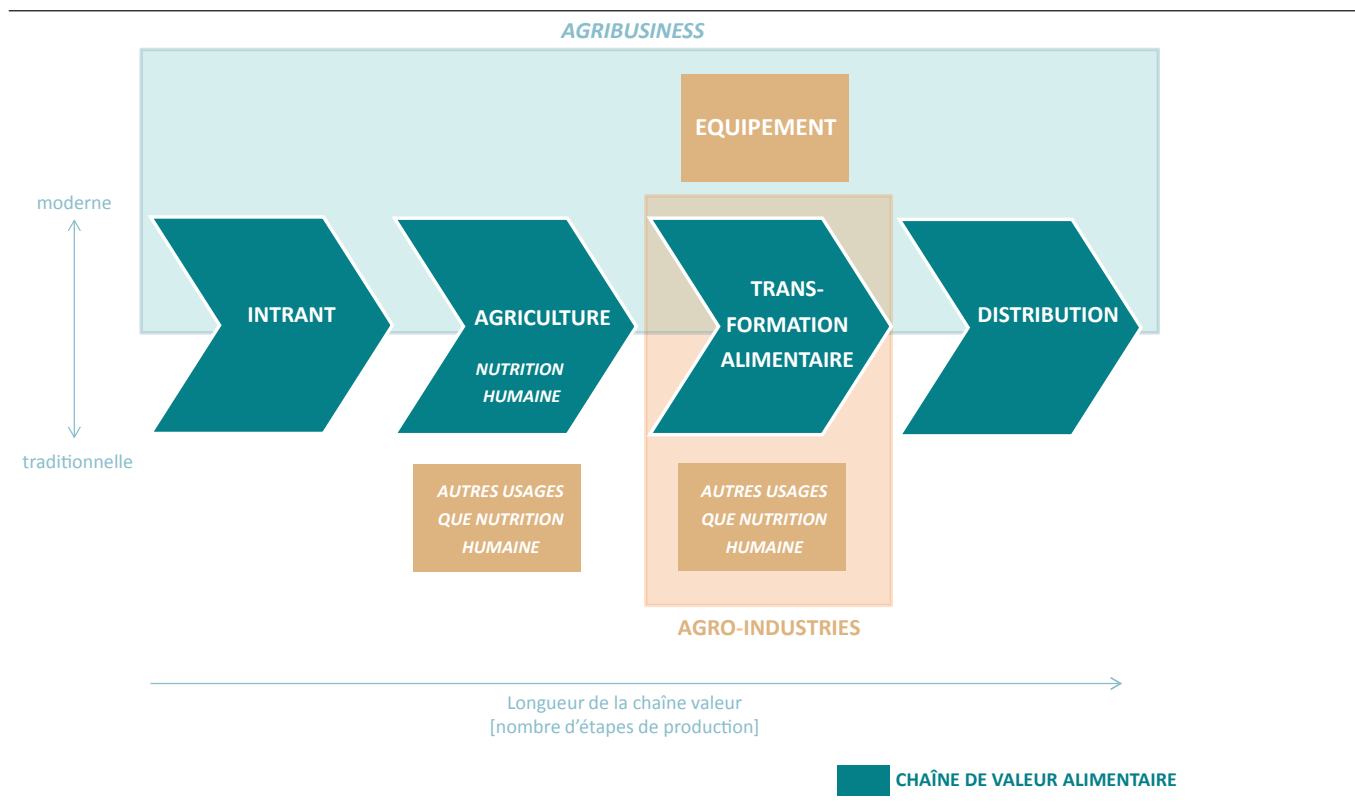 AGRIBUSINESS
EQUIPEMENT
moderne
traditionnelle
INTRANT
AGRICULTURE
NUTRITION
HUMAINE
TRANS-
FORMATION
ALIMENTAIRE
DISTRIBUTION
AUTRES USAGES
QUE NUTRITION
HUMAINE
AUTRES USAGES
QUE NUTRITION
HUMAINE
AGRO-INDUSTRIES
Longueur de la chaîne valeur
[nombre d’étapes de production]
CHAÎNE DE VALEUR ALIMENTAIRE